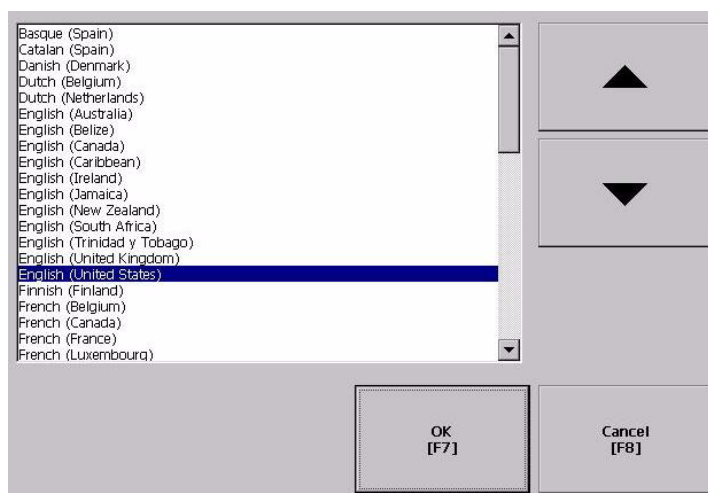 Basque (Spain)
Catalan (Spain)
Danish (Denmark)
Dutch (Belgium)
Dutch (Netherlands)
English (Australia)
English (Belize)
English (Canada)
English (Caribbean)
English (Ireland)
English (Jamaica)
English (New Zealand)
English (South Africa)
English (Trinidad y Tobago)
English (United Kingdom)
English (United States)
Finnish (Finland)
French (Belgium)
French (Canada)
French (France)
French (Luxembourg)
OK
[F7]
Cancel
[F8]